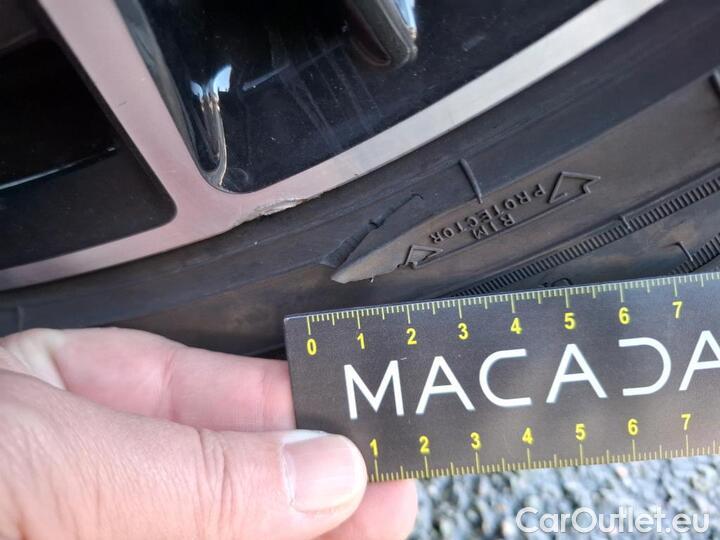 RIM
PROTECTOR
0 1 2 3 4 5 6 7
MACADA
1 2 3 4 5 6 7
CarOutlet.eu